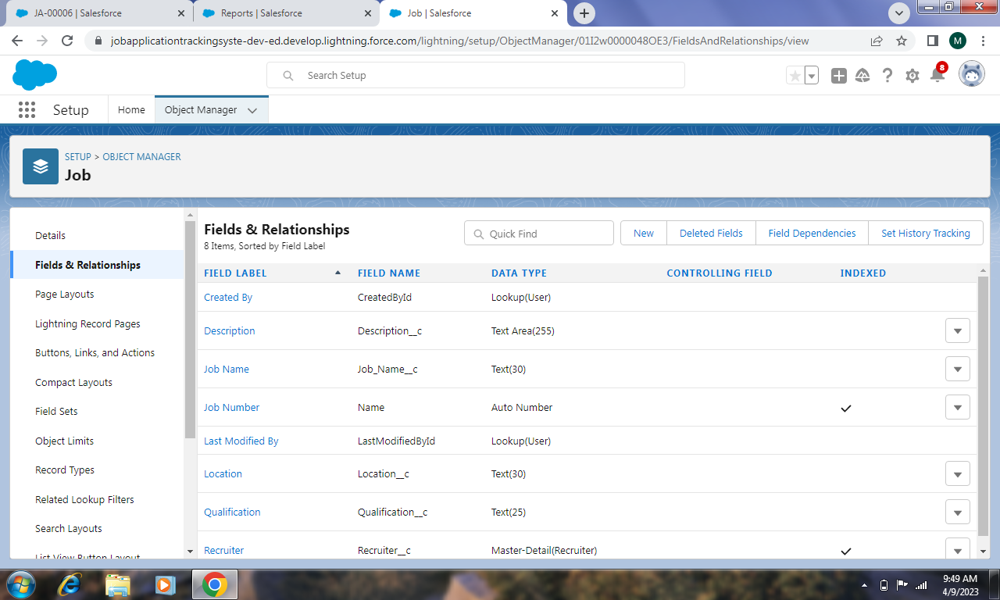 JA-00006 | Salesforce
Reports | Salesforce
Job | Salesforce
jobapplicationtrackingsyste-dev-ed.develop.lightning.force.com/lightning/setup/ObjectManager/01I2w0000048OE3/FieldsAndRelationships/view
M
Search Setup
8
Setup
Home
Object Manager
SETUP > OBJECT MANAGER
Job
Details
Fields & Relationships
Page Layouts
Lightning Record Pages
Buttons, Links, and Actions
Compact Layouts
Field Sets
Object Limits
Record Types
Related Lookup Filters
Search Layouts
List View Button Layout
Fields & Relationships
8 Items, Sorted by Field Label
Quick Find
New
Deleted Fields
Field Dependencies
Set History Tracking
FIELD LABEL FIELD NAME DATA TYPE CONTROLLING FIELD INDEXED
Created By CreatedById Lookup(User)
Description Description__c Text Area(255)
Job Name Job_Name__c Text(30)
Job Number Name Auto Number
Last Modified By LastModifiedById Lookup(User)
Location Location__c Text(30)
Qualification Qualification__c Text(25)
Recruiter Recruiter__c Master-Detail(Recruiter)
9:49 AM
4/9/2023